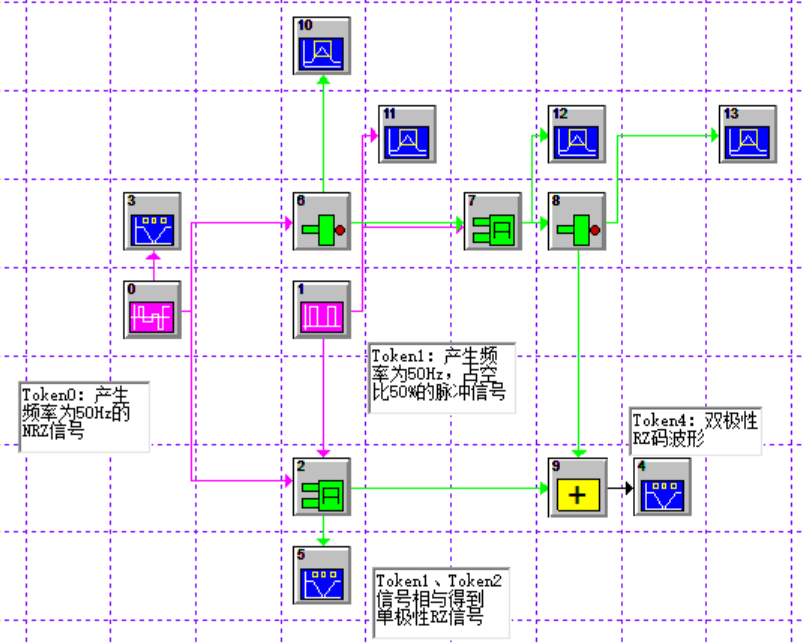 10
11
12
13
3
6
7
8
0
1
Token1: 产生频
率为50Hz，占空
比50%的脉冲信号
Token0: 产生
频率为50Hz的
NRZ信号
Token4: 双极性
RZ码波形
2
9
4
5
Token1、Token2
信号相与得到
单极性RZ信号